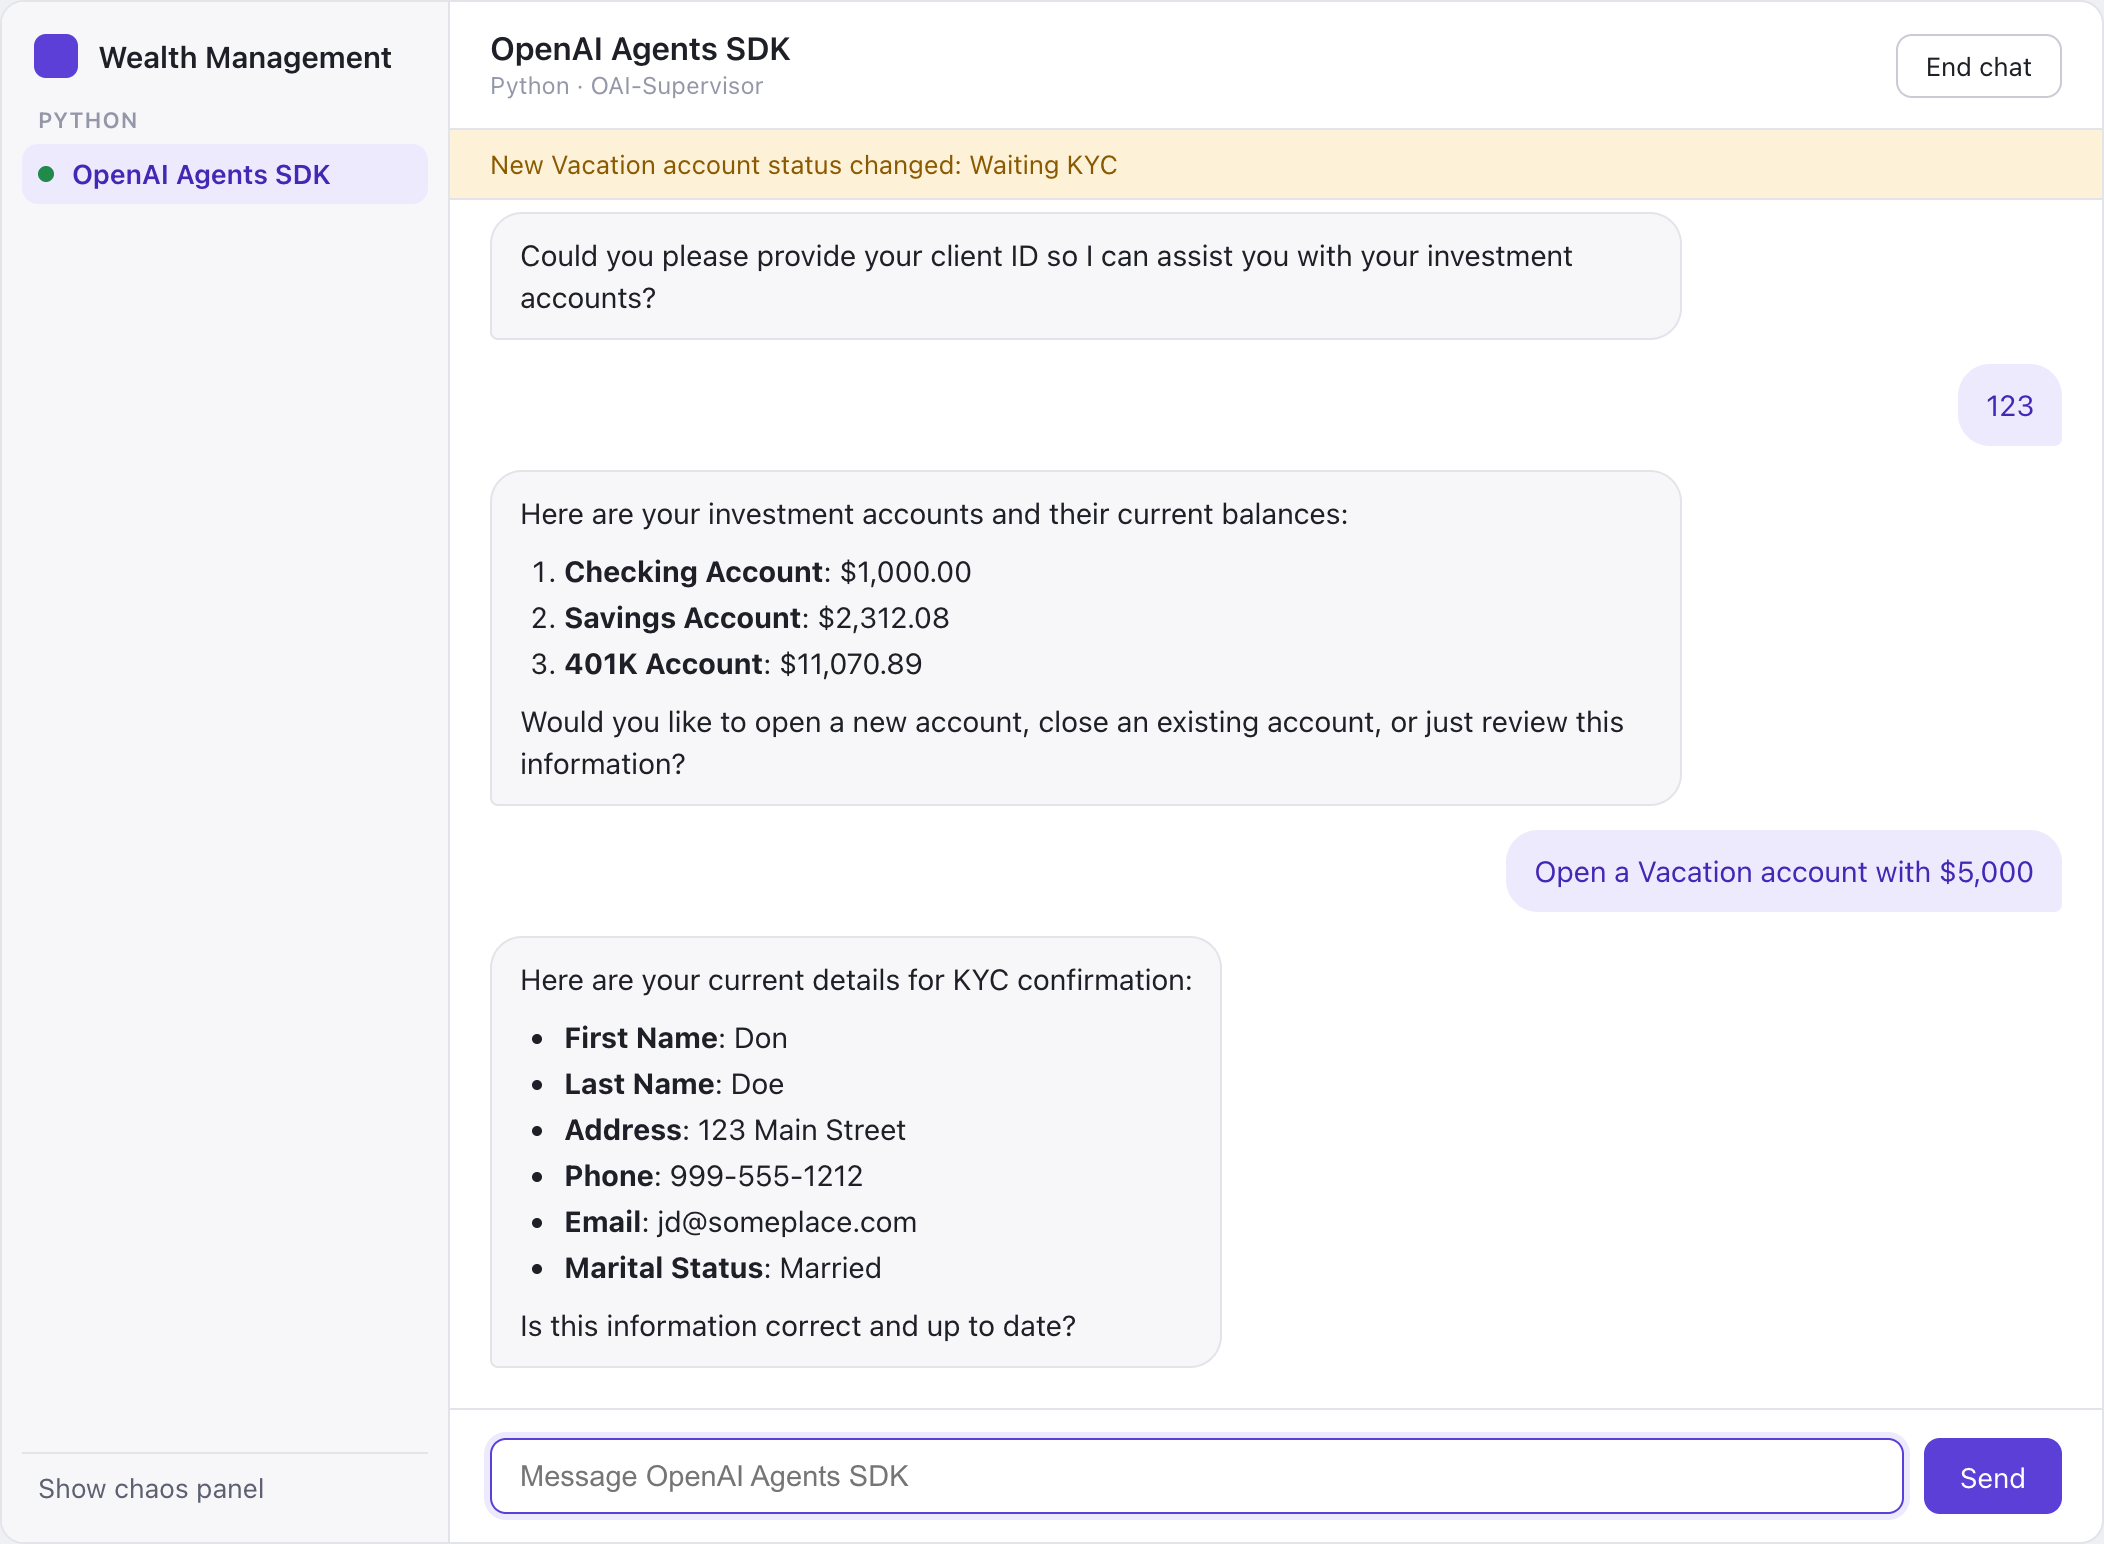 Wealth Management
PYTHON
OpenAI Agents SDK
Show chaos panel
OpenAI Agents SDK
Python · OAI-Supervisor
End chat
New Vacation account status changed: Waiting KYC
Could you please provide your client ID so I can assist you with your investment
accounts?
123
Here are your investment accounts and their current balances:
1. Checking Account: $1,000.00
2. Savings Account: $2,312.08
3. 401K Account: $11,070.89
Would you like to open a new account, close an existing account, or just review this
information?
Open a Vacation account with $5,000
Here are your current details for KYC confirmation:
• First Name: Don
• Last Name: Doe
• Address: 123 Main Street
• Phone: 999-555-1212
• Email: jd@someplace.com
• Marital Status: Married
Is this information correct and up to date?
Message OpenAI Agents SDK
Send